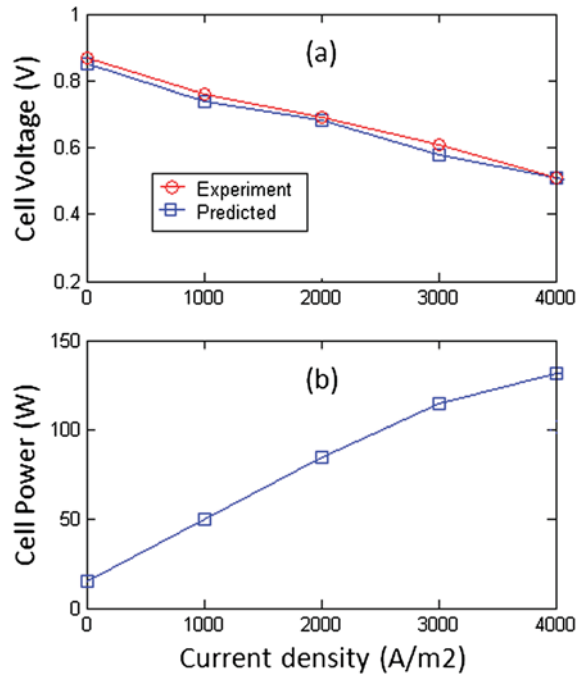 (a)
Cell Voltage (V)
1
0.8
0.6
0.4
0.2
Experiment
Predicted
0 1000 2000 3000 4000
(b)
Cell Power (W)
150
100
50
0
0 1000 2000 3000 4000
Current density (A/m2)